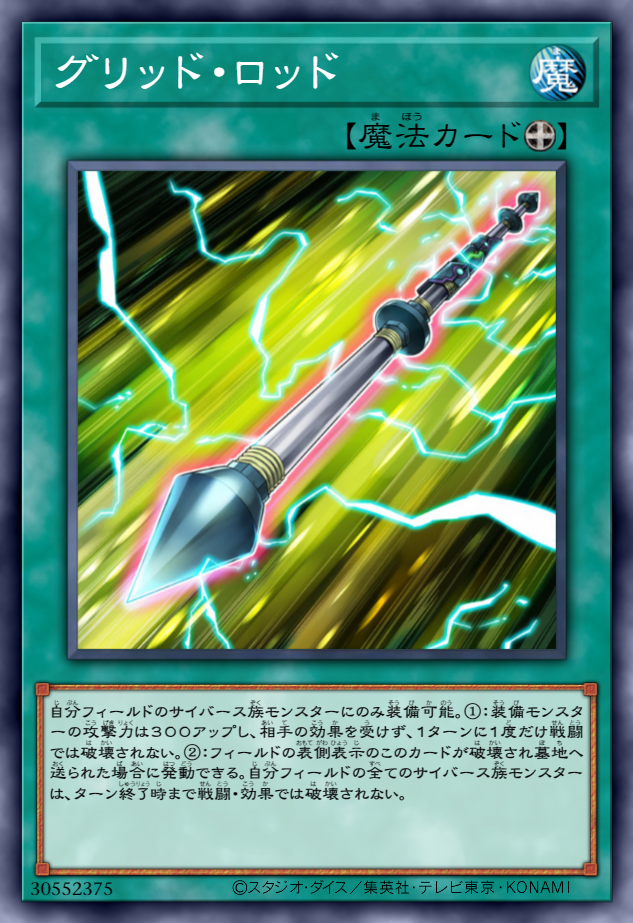 グリッド・ロッド
魔
【魔法カード】
自分フィールドのサイバース族モンスターにのみ装備可能。①:装備モンスタ
ーの攻撃力は300アップし、相手の効果を受けず、1ターンに1度だけ戦闘
では破壊されない。②:フィールドの表側表示のこのカードが破壊され墓地へ
送られた場合に発動できる。自分フィールドの全てのサイバース族モンスター
は、ターン終了時まで戦闘・効果では破壊されない。
30552375 ©スタジオ・ダイス/集英社・テレビ東京・KONAMI